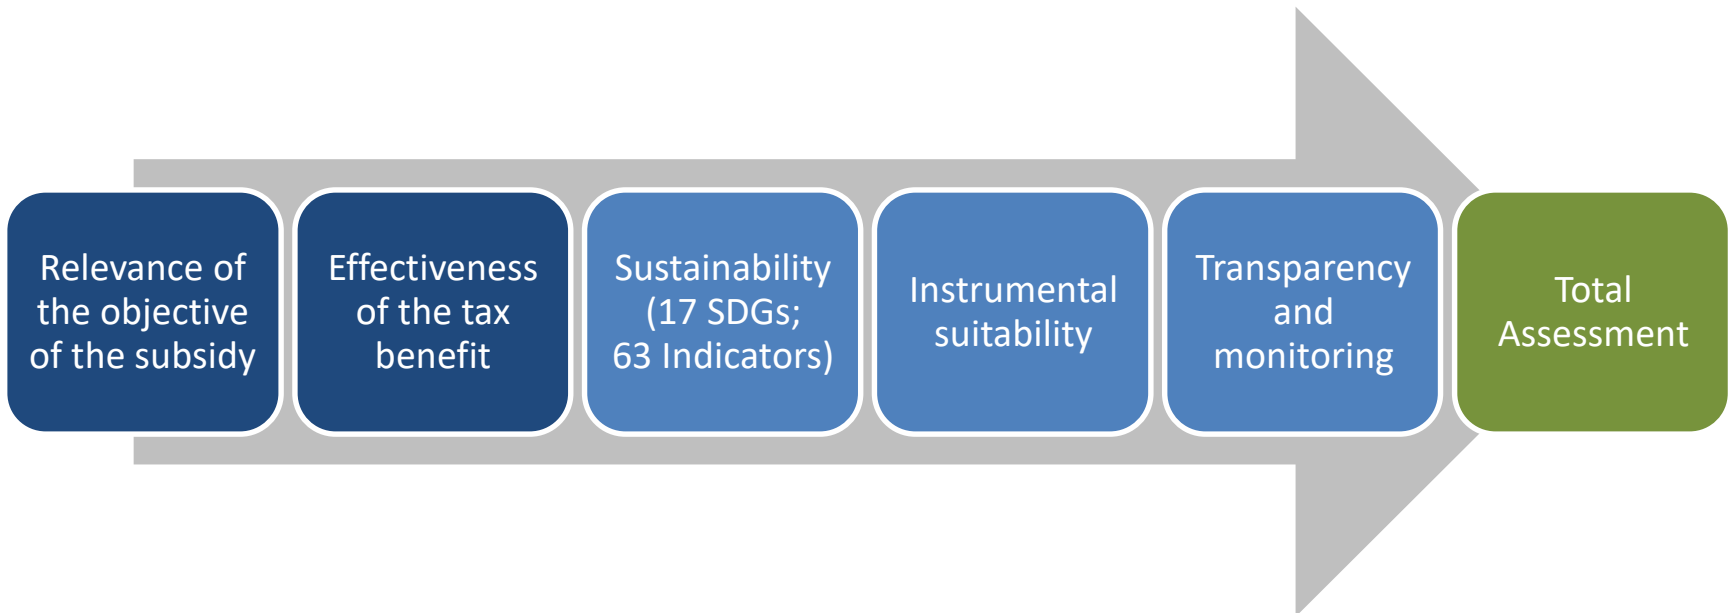 Relevance of
the objective
of the subsidy
Effectiveness
of the tax
benefit
Sustainability
(17 SDGs;
63 Indicators)
Instrumental
suitability
Transparency
and
monitoring
Total
Assessment